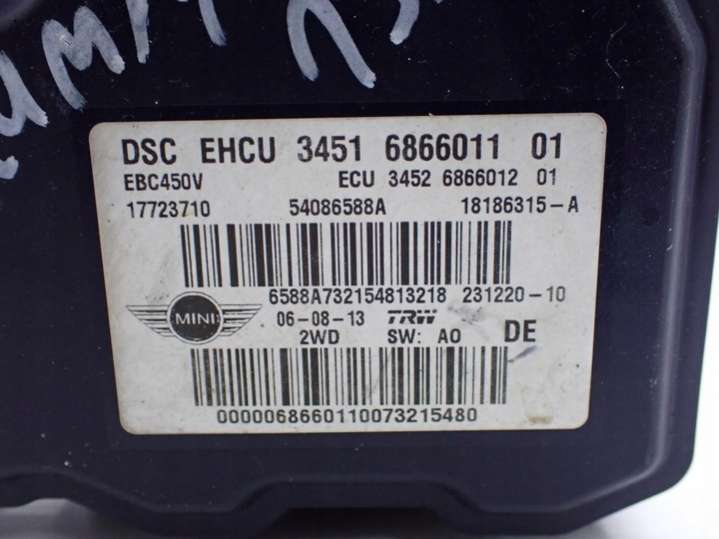 DSC EHCU 3451 6866011 01
EBC450V ECU 3452 6866012 01
17723710 54086588A 18186315-A
6588A732154813218 231220-10
MINI 06-08-13 TRW
2WD SW: A0 DE
0000068660110073215480